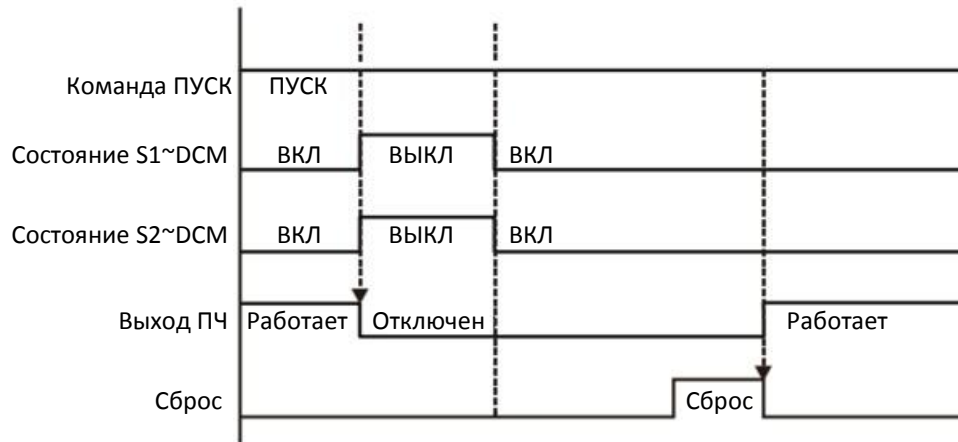 Команда ПУСК ПУСК
Состояние S1~DCM ВКЛ ВЫКЛ ВКЛ
Состояние S2~DCM ВКЛ ВЫКЛ ВКЛ
Выход ПЧ Работает Отключен Работает
Сброс Сброс